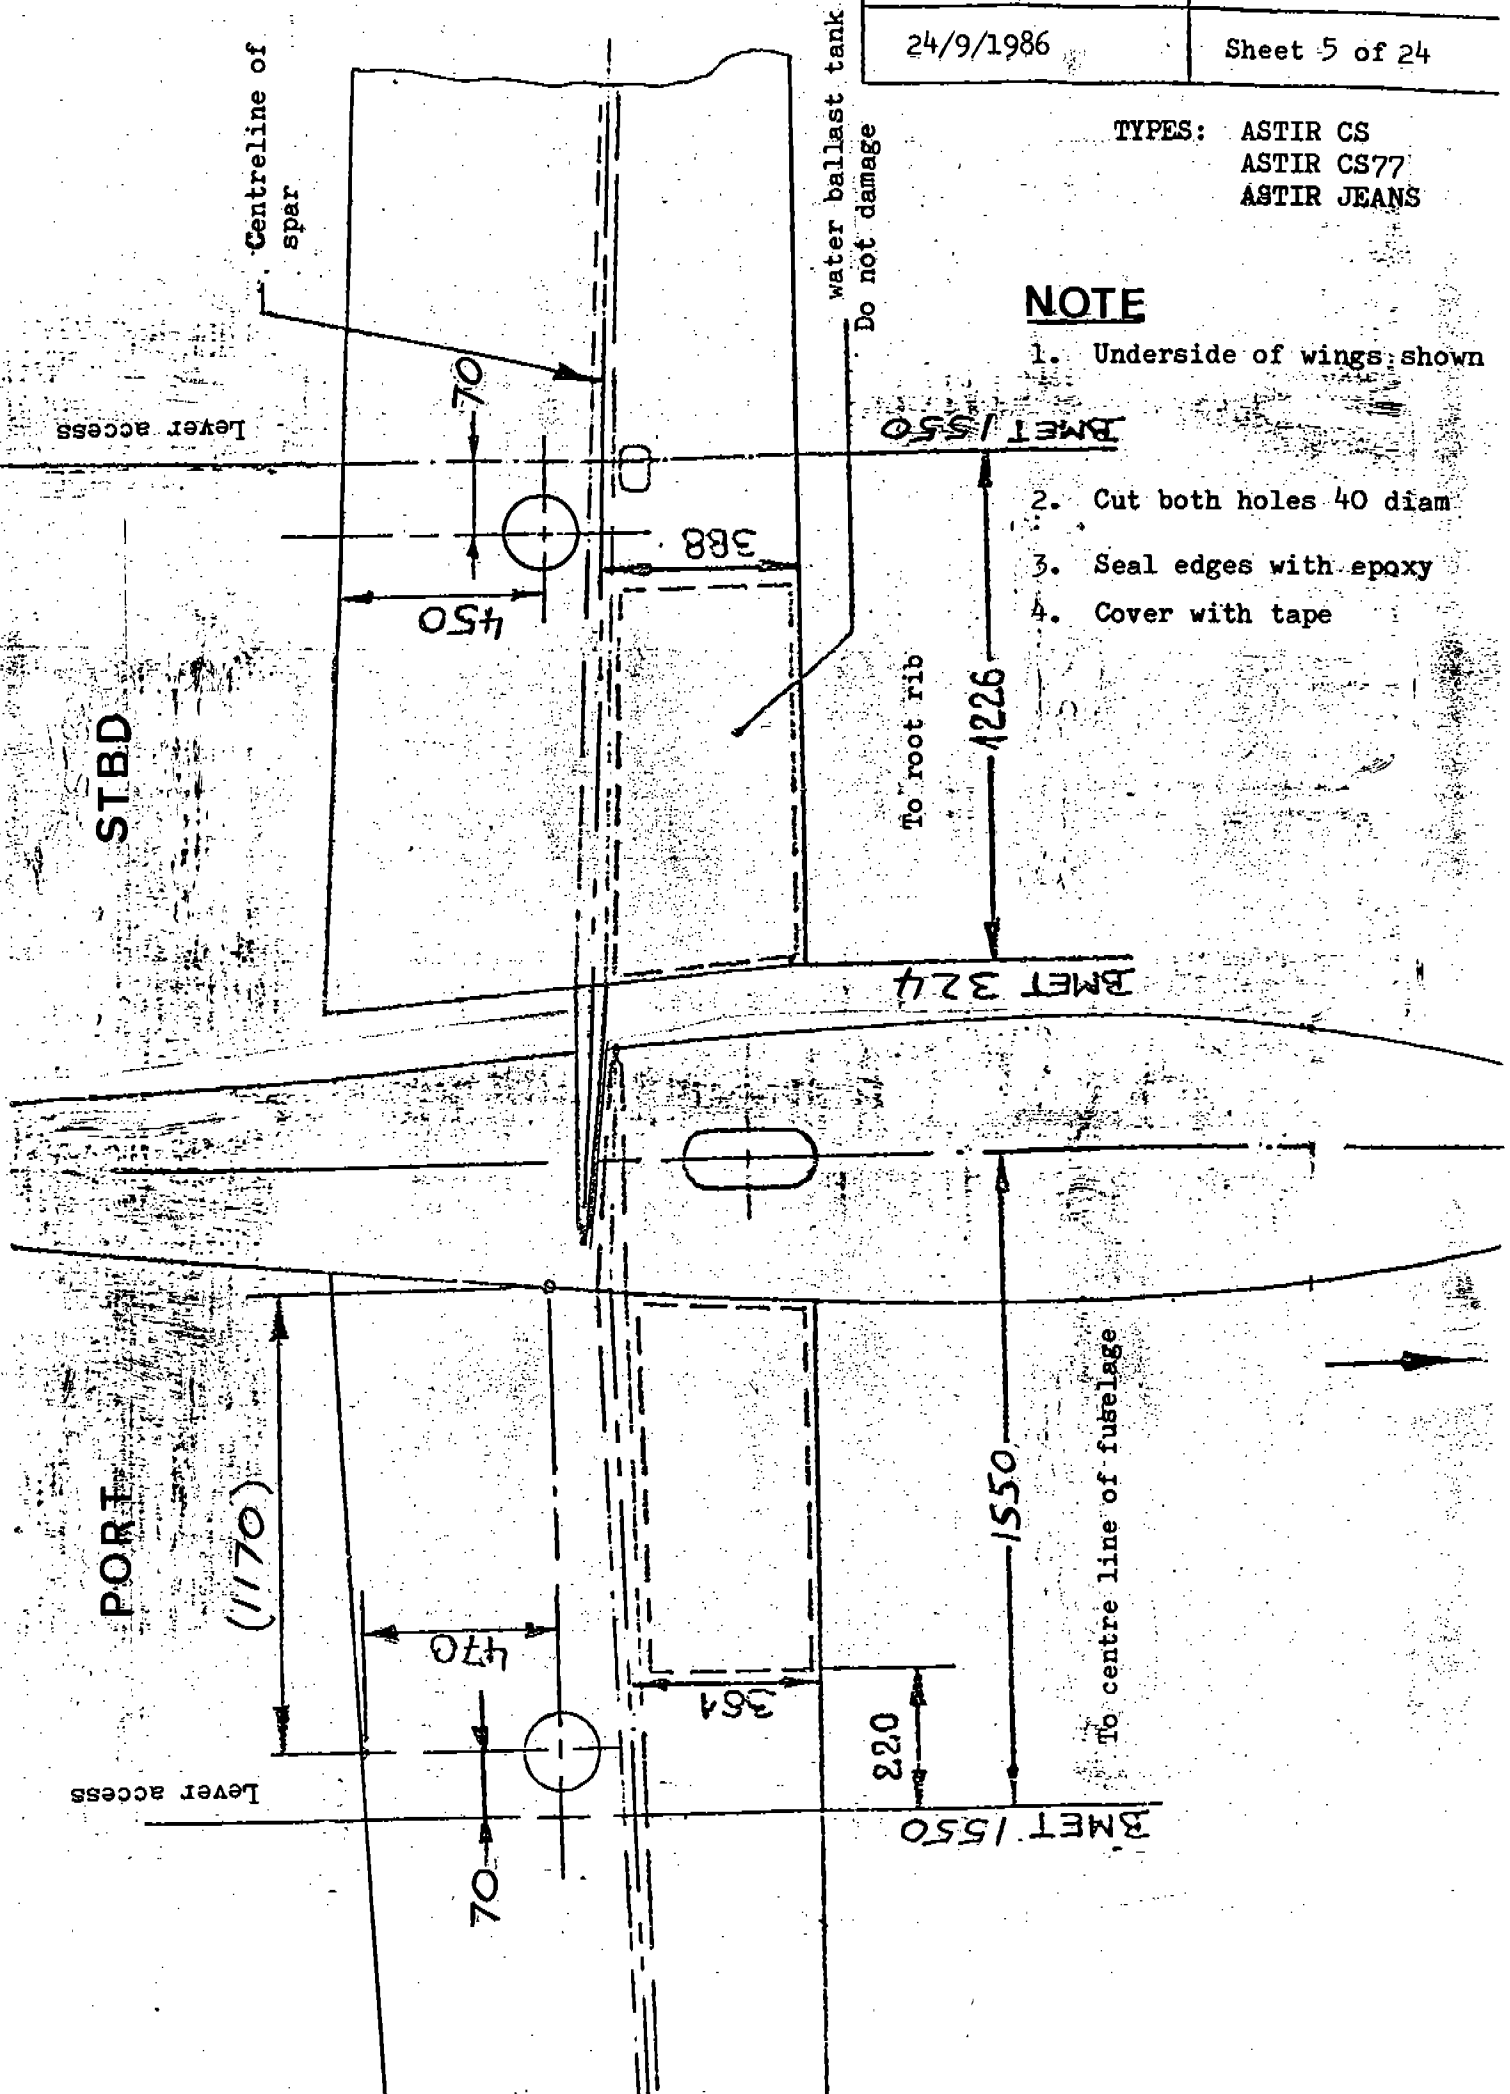 24/9/1986
Sheet 5 of 24
TYPES: ASTIR CS
ASTIR CS77
ASTIR JEANS
Centreline of
spar
water ballast tank
Do not damage
NOTE
1. Underside of wings shown
2. Cut both holes 40 diam
3. Seal edges with epoxy
4. Cover with tape
Lever access
70
BMET 1550
388
450
STBD
To root rib
1226
BMET 324
PORT
(1170)
470
381
220
1550
To centre line of fuselage
Lever access
70
BMET 1550